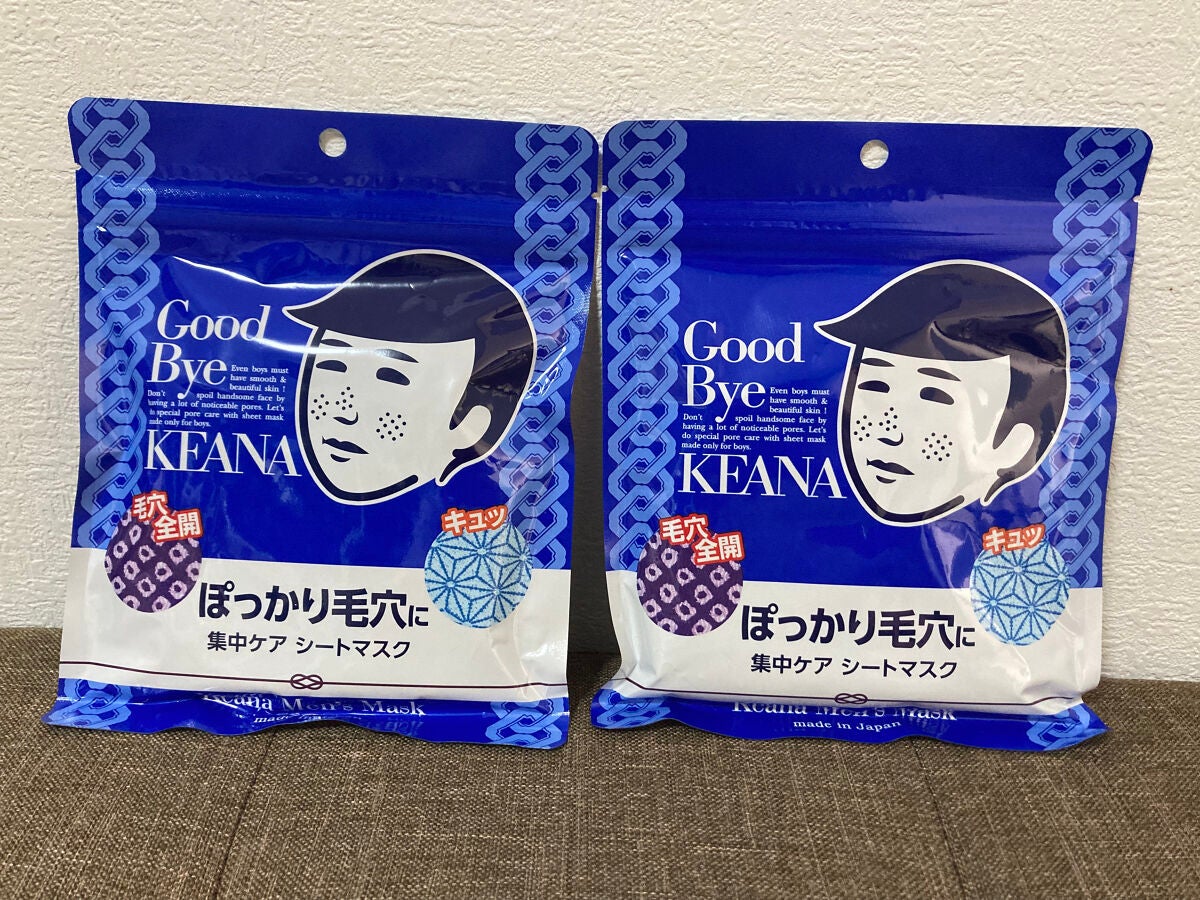 Good
Bye
Even boys must
have smooth &
beautiful skin !
Don't spoil handsome face by
having a lot of noticeable pores. Let's
do special pore care with sheet mask
made only for boys.
KEANA
毛穴
全開
キュッ
ぽっかり毛穴に
集中ケア シートマスク
Keana Men's Mask
made
Good
Bye
Even boys must
have smooth &
beautiful skin !
Don't spoil handsome face by
having a lot of noticeable pores. Let's
do special pore care with sheet mask
made only for boys.
KEANA
毛穴
全開
キュッ
ぽっかり毛穴に
集中ケア シートマスク
Keana Men's Mask
made in Japan